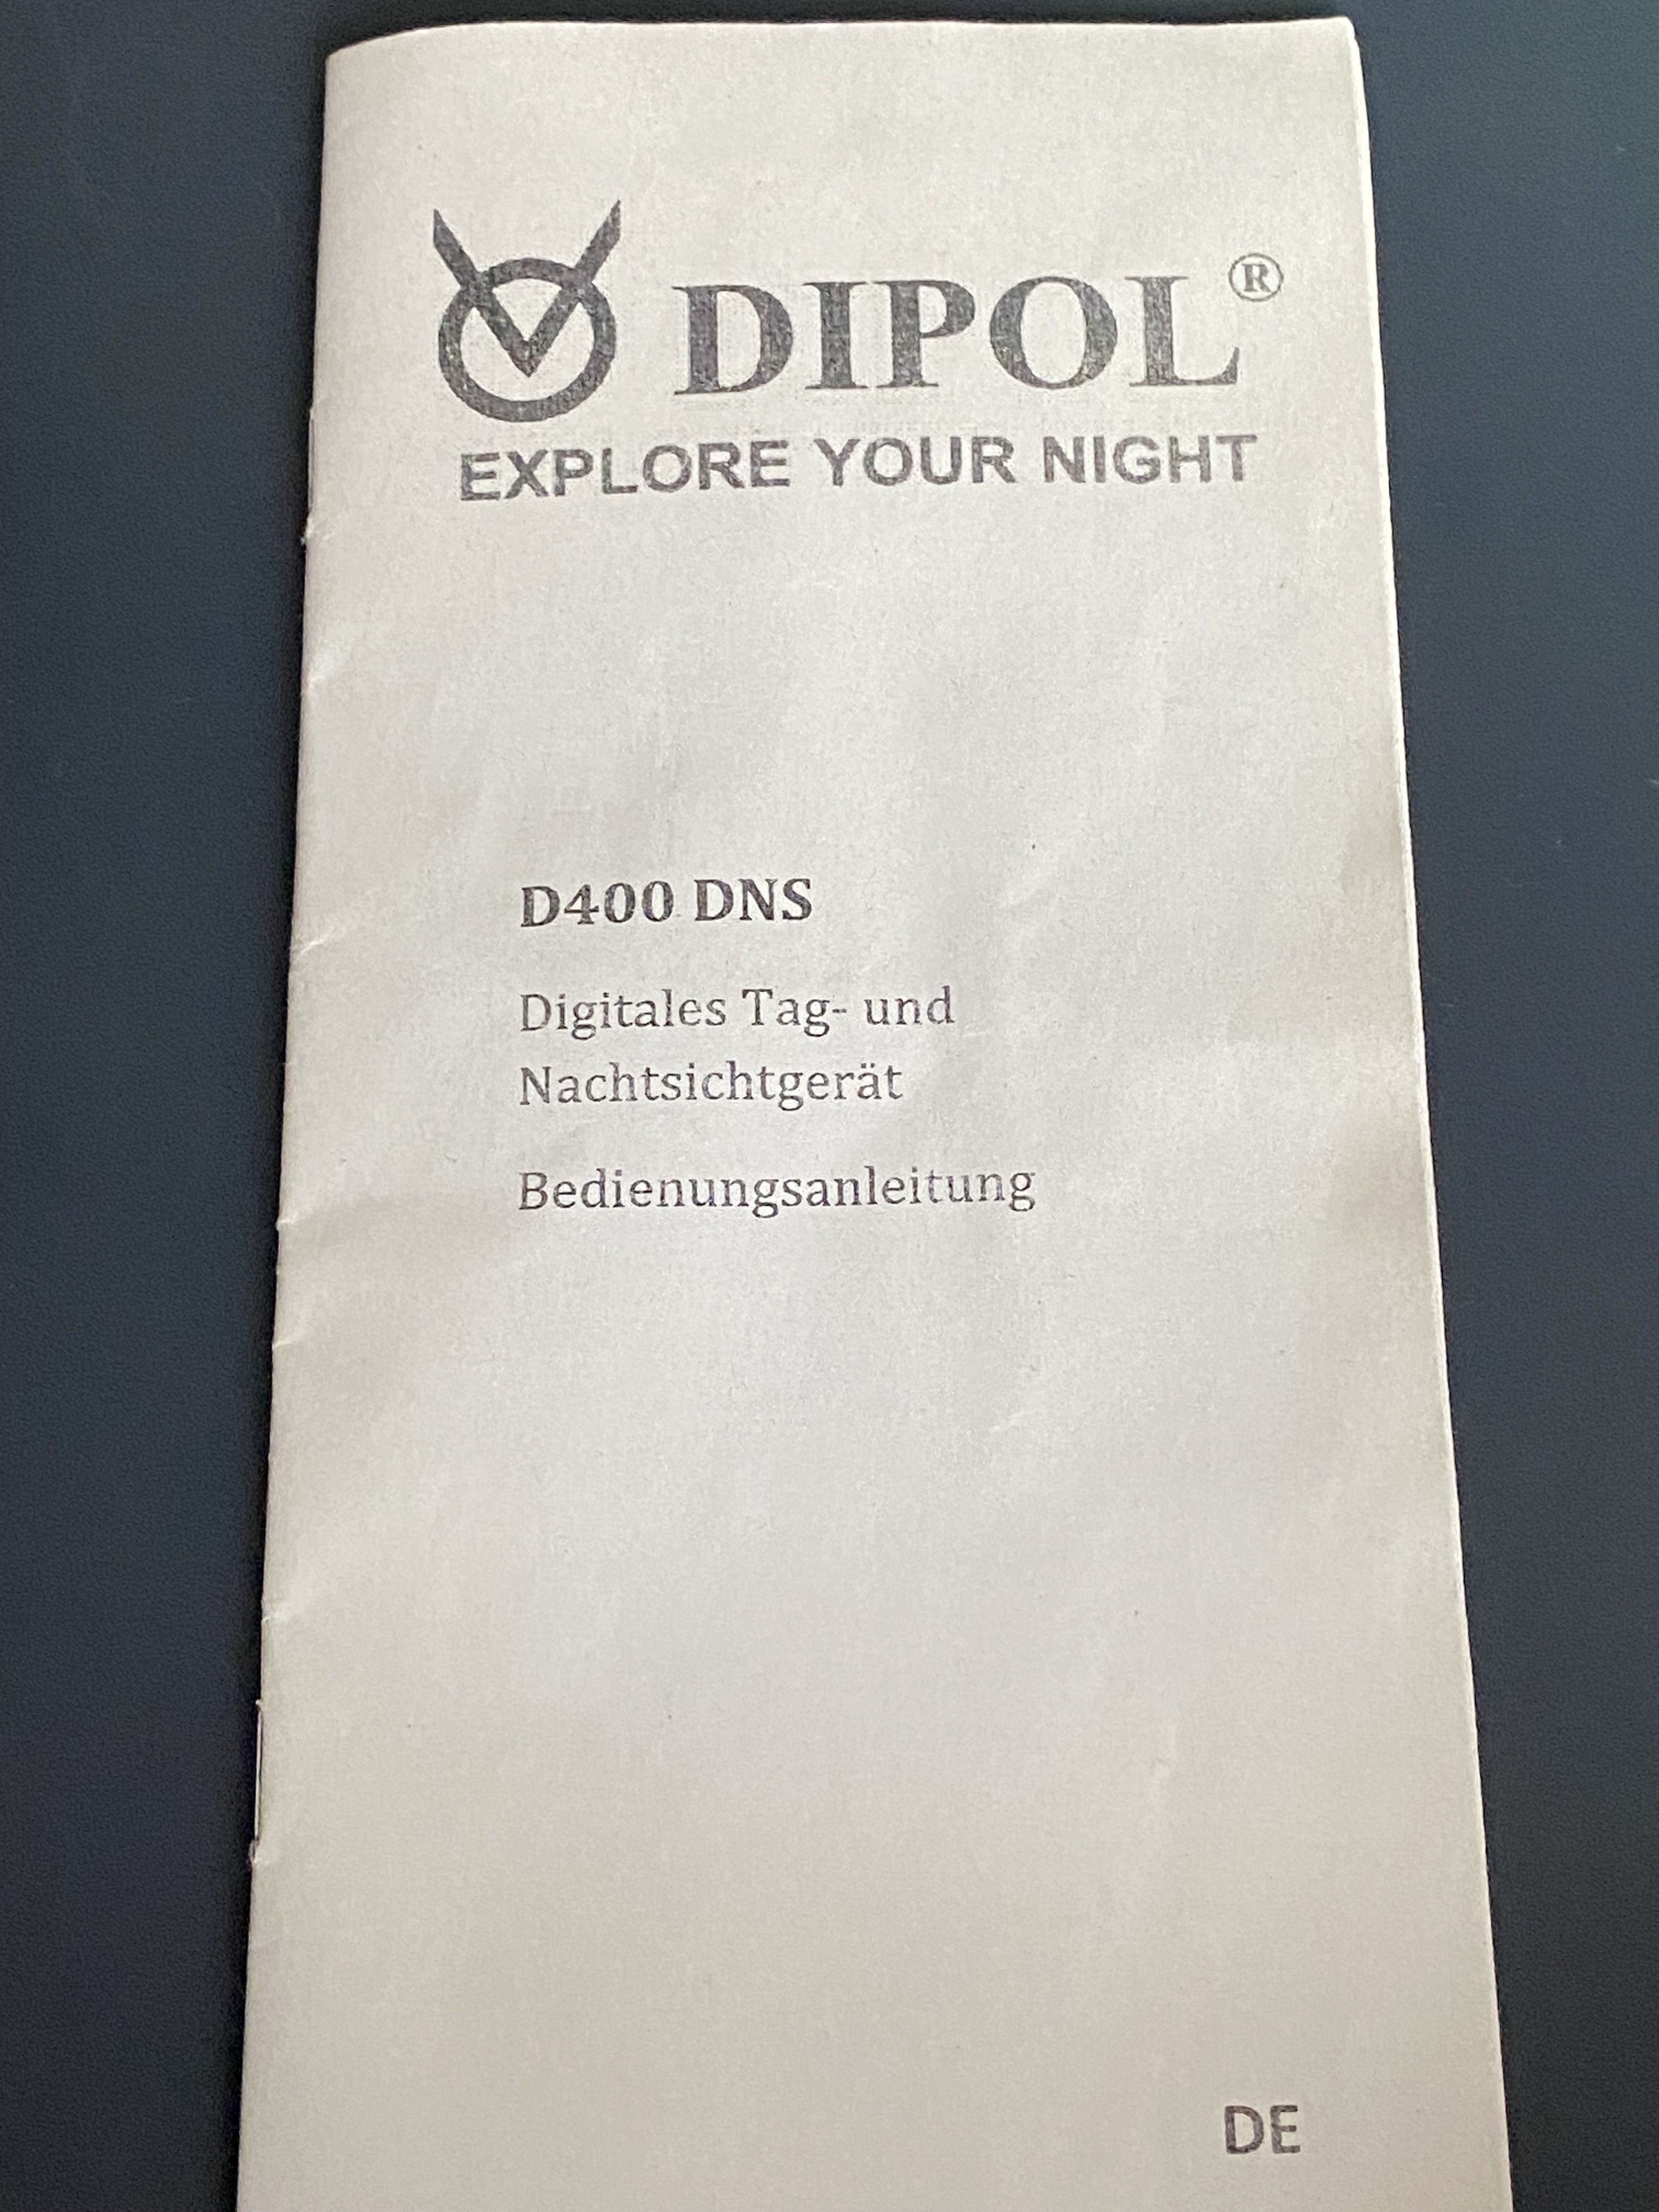 DIPOL®
EXPLORE YOUR NIGHT
D400 DNS
Digitales Tag- und
Nachtsichtgerät
Bedienungsanleitung
DE